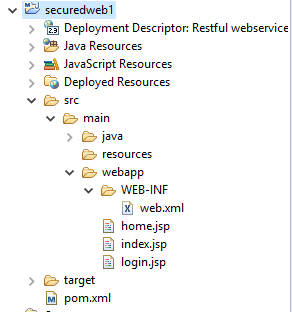 securedweb1
Deployment Descriptor: Restful webservice
Java Resources
JavaScript Resources
Deployed Resources
src
main
java
resources
webapp
WEB-INF
web.xml
home.jsp
index.jsp
login.jsp
target
pom.xml